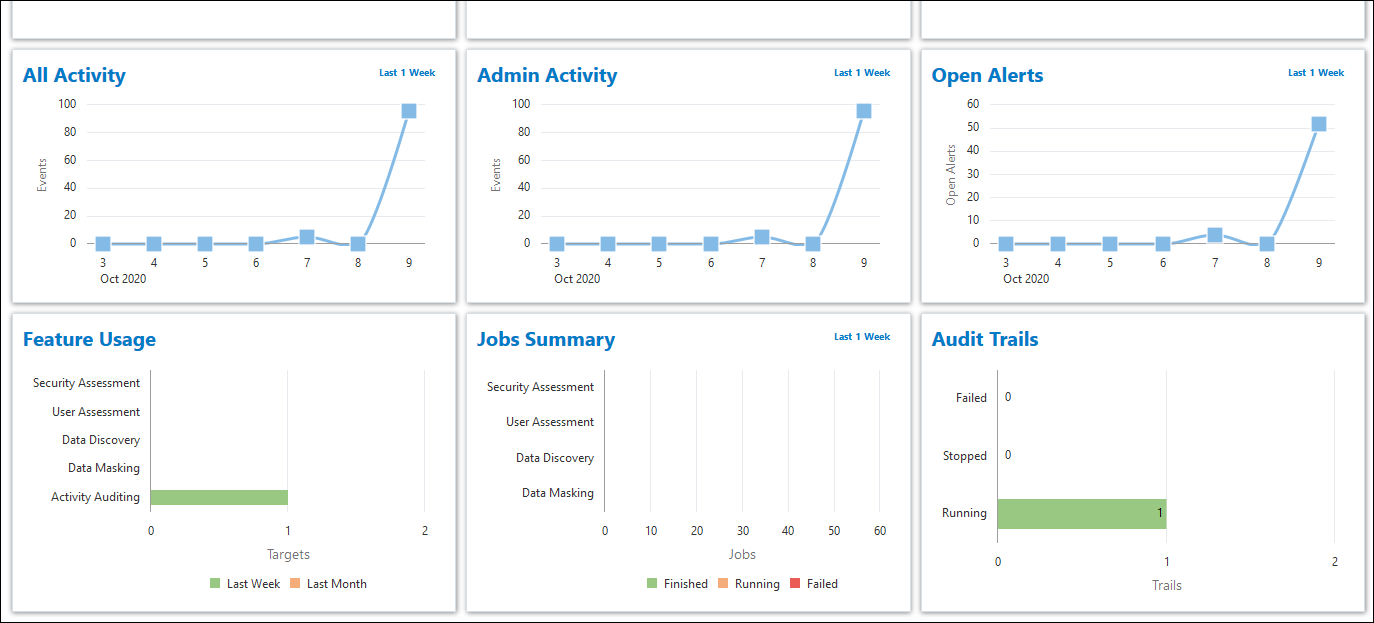 All Activity
Last 1 Week
100
80
60
40
20
0
Events
3 4 5 6 7 8 9
Oct 2020
Admin Activity
Last 1 Week
100
80
60
40
20
0
Events
3 4 5 6 7 8 9
Oct 2020
Open Alerts
Last 1 Week
60
50
40
30
20
10
0
Open Alerts
3 4 5 6 7 8 9
Oct 2020
Feature Usage
Security Assessment
User Assessment
Data Discovery
Data Masking
Activity Auditing
0 1 2
Targets
Last Week Last Month
Jobs Summary
Last 1 Week
Security Assessment
User Assessment
Data Discovery
Data Masking
0 10 20 30 40 50 60
Jobs
Finished Running Failed
Audit Trails
Failed 0
Stopped 0
Running 1
0 1 2
Trails